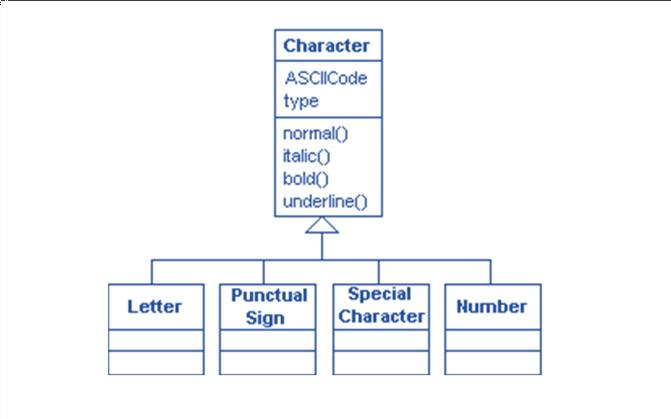 Character
ASCIICode
type
normal()
italic()
bold()
underline()
Letter
Punctual
Sign
Special
Character
Number